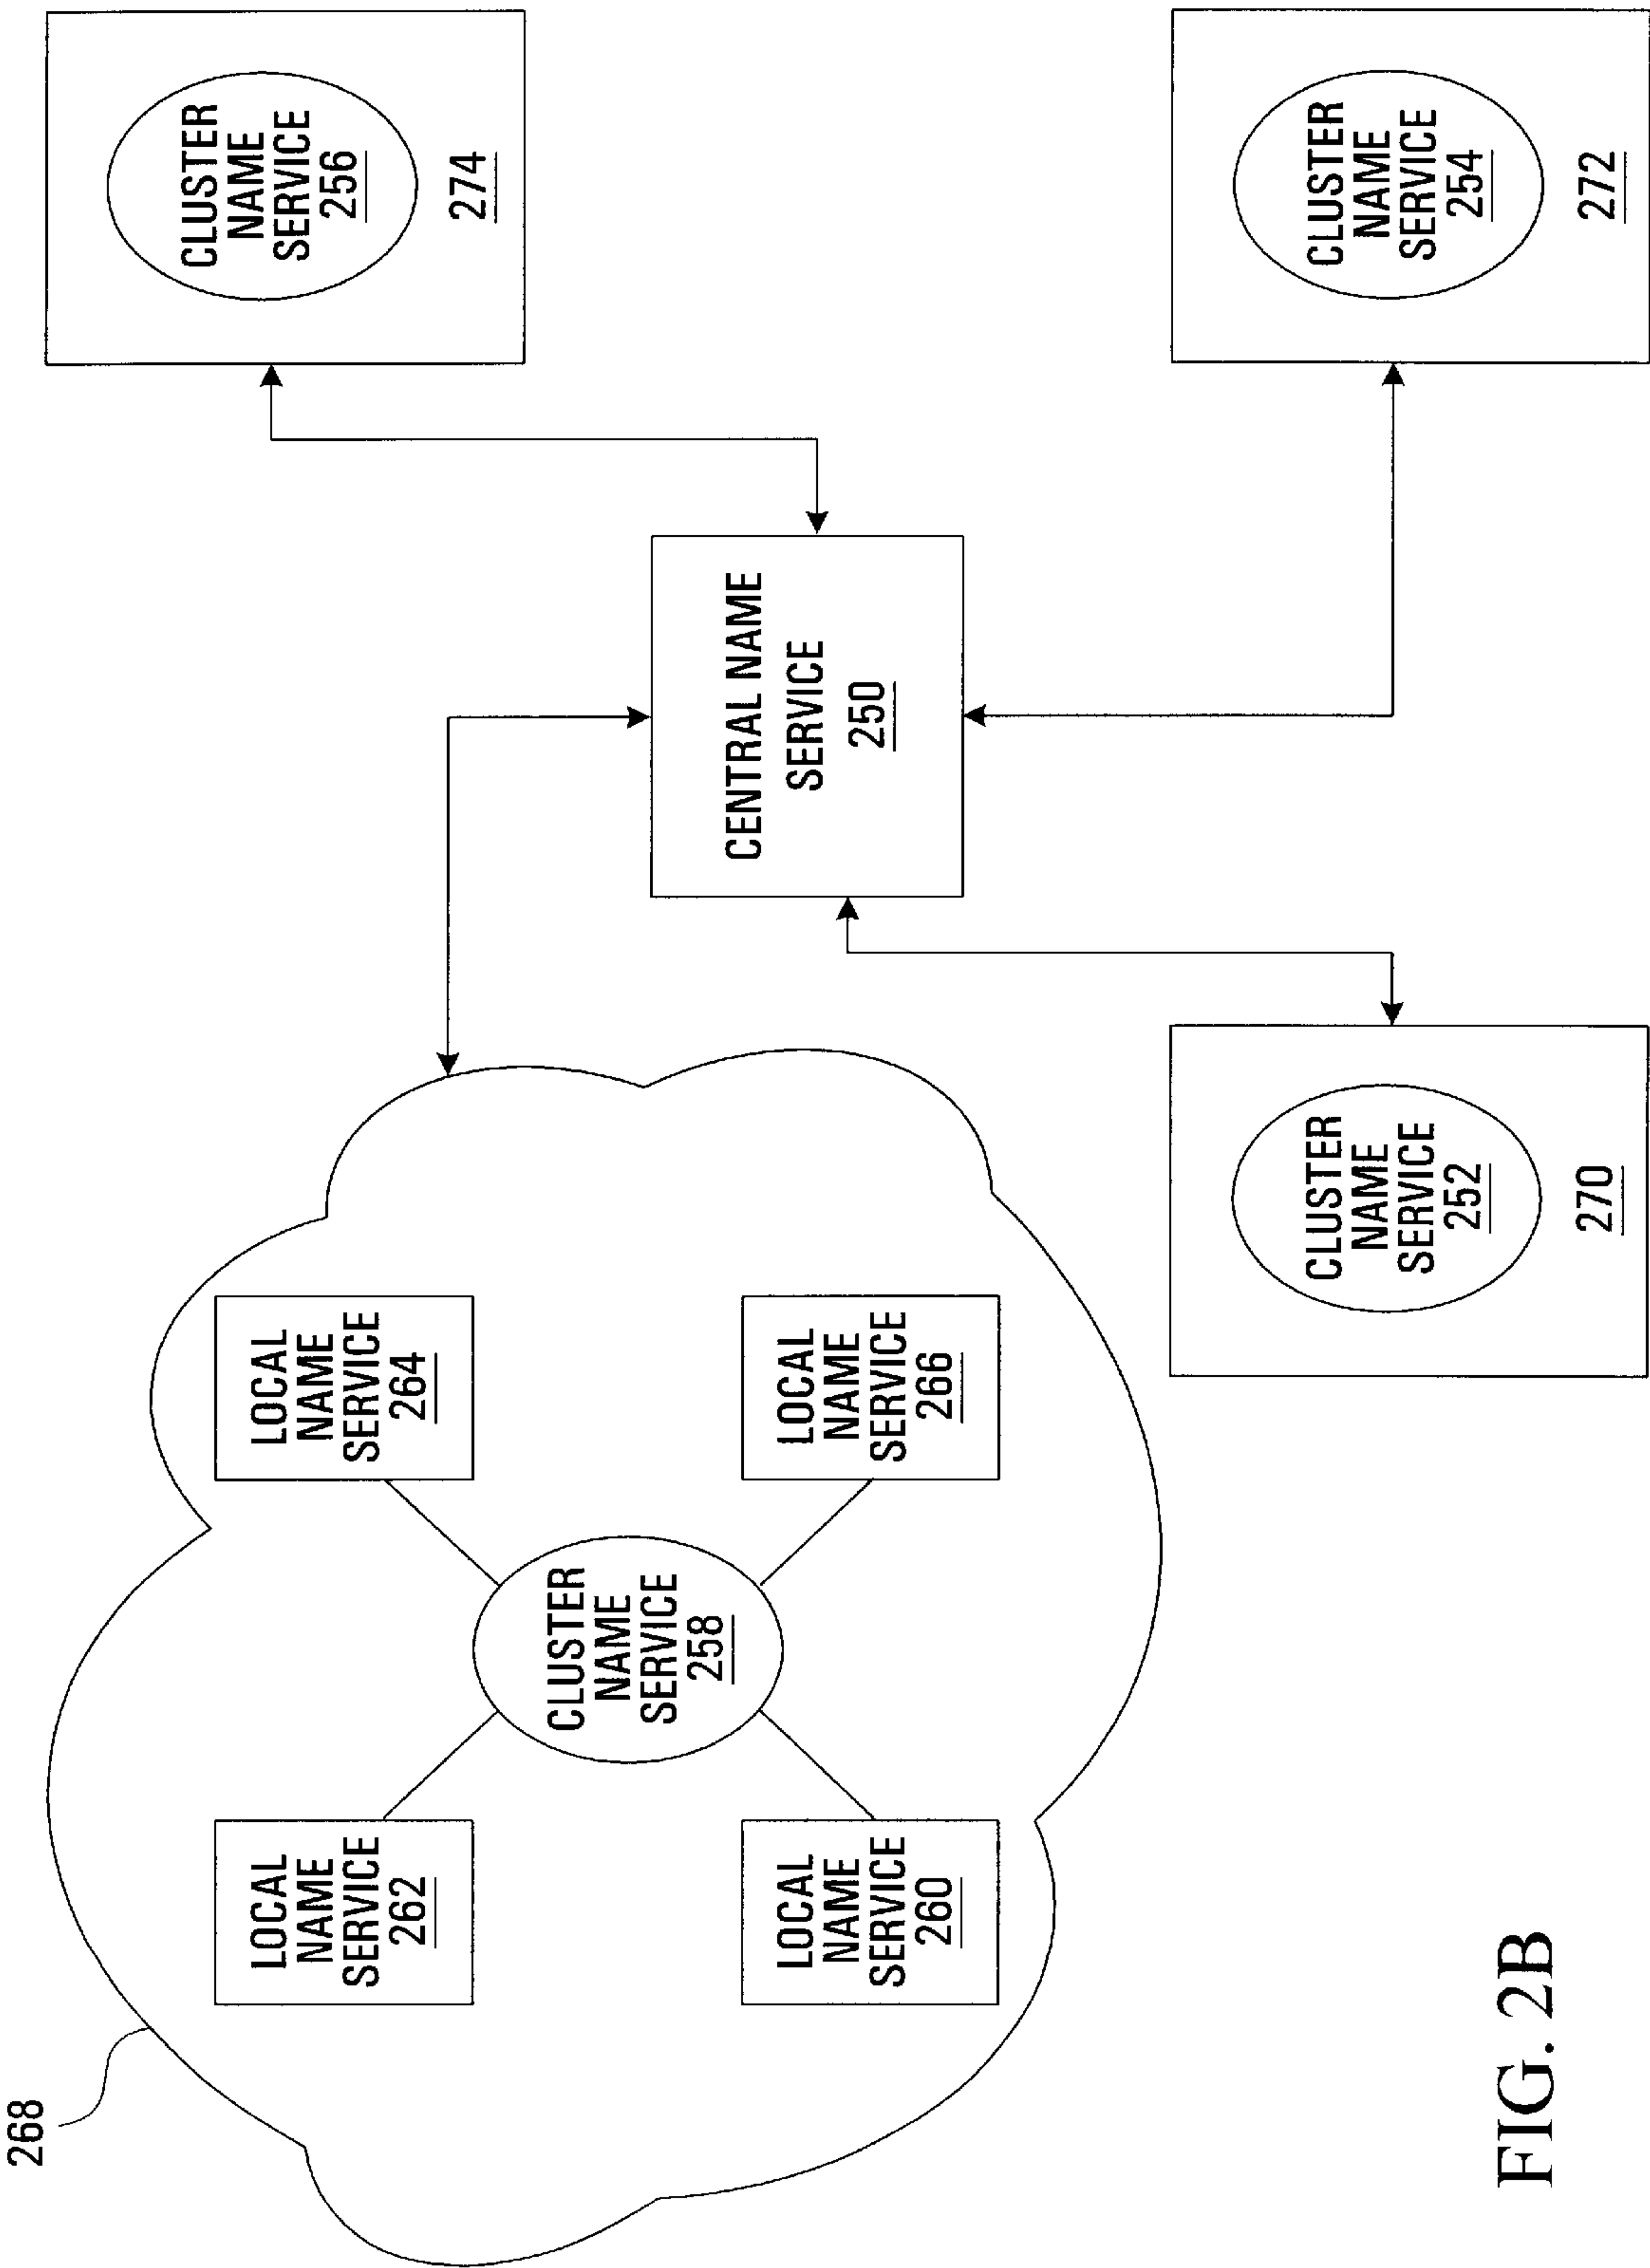 268
LOCAL
NAME
SERVICE
262
LOCAL
NAME
SERVICE
264
CLUSTER
NAME
SERVICE
258
LOCAL
NAME
SERVICE
260
LOCAL
NAME
SERVICE
266
CENTRAL NAME
SERVICE
250
CLUSTER
NAME
SERVICE
256
274
CLUSTER
NAME
SERVICE
252
270
CLUSTER
NAME
SERVICE
254
272
FIG. 2B